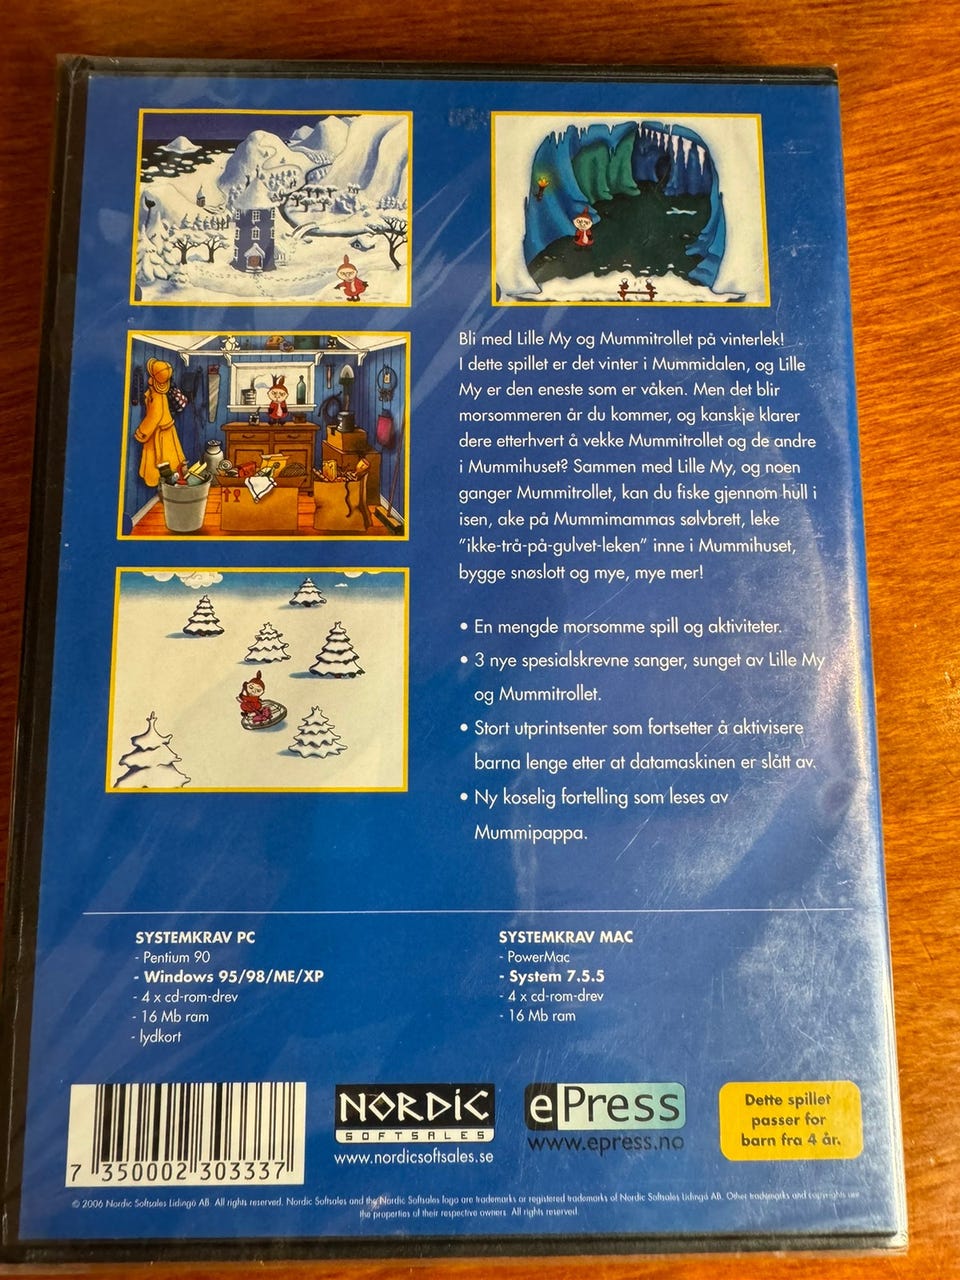 Bli med Lille My og Mummitrollet på vinterlek!
I dette spillet er det vinter i Mummidalen, og Lille
My er den eneste som er våken. Men det blir
morsommeren år du kommer, og kanskje klarer
dere etterhvert å vekke Mummitrollet og de andre
i Mummihuset? Sammen med Lille My, og noen
ganger Mummitrollet, kan du fiske gjennom hull i
isen, ake på Mummimammas sølvbrett, leke
"ikke-trå-på-gulvet-leken" inne i Mummihuset,
bygge snøslott og mye, mye mer!
• En mengde morsomme spill og aktiviteter.
• 3 nye spesialskrevne sanger, sunget av Lille My
og Mummitrollet.
• Stort utprintsenter som fortsetter å aktivisere
barna lenge etter at datamaskinen er slått av.
• Ny koselig fortelling som leses av
Mummipappa.
SYSTEMKRAV PC
- Pentium 90
- Windows 95/98/ME/XP
- 4 x cd-rom-drev
- 16 Mb ram
- lydkort
SYSTEMKRAV MAC
- PowerMac
- System 7.5.5
- 4 x cd-rom-drev
- 16 Mb ram
7 350002 303337
NORDIC
SOFTSALES
www.nordicsoftsales.se
ePress
www.epress.no
Dette spillet
passer for
barn fra 4 år.
© 2006 Nordic Softsales Lidingö AB. All rights reserved. Nordic Softsales and the Nordic Softsales logo are trademarks or registered trademarks of Nordic Softsales Lidingö AB. Other trademarks and copyrights are
the properties of their respective owners. All rights reserved.